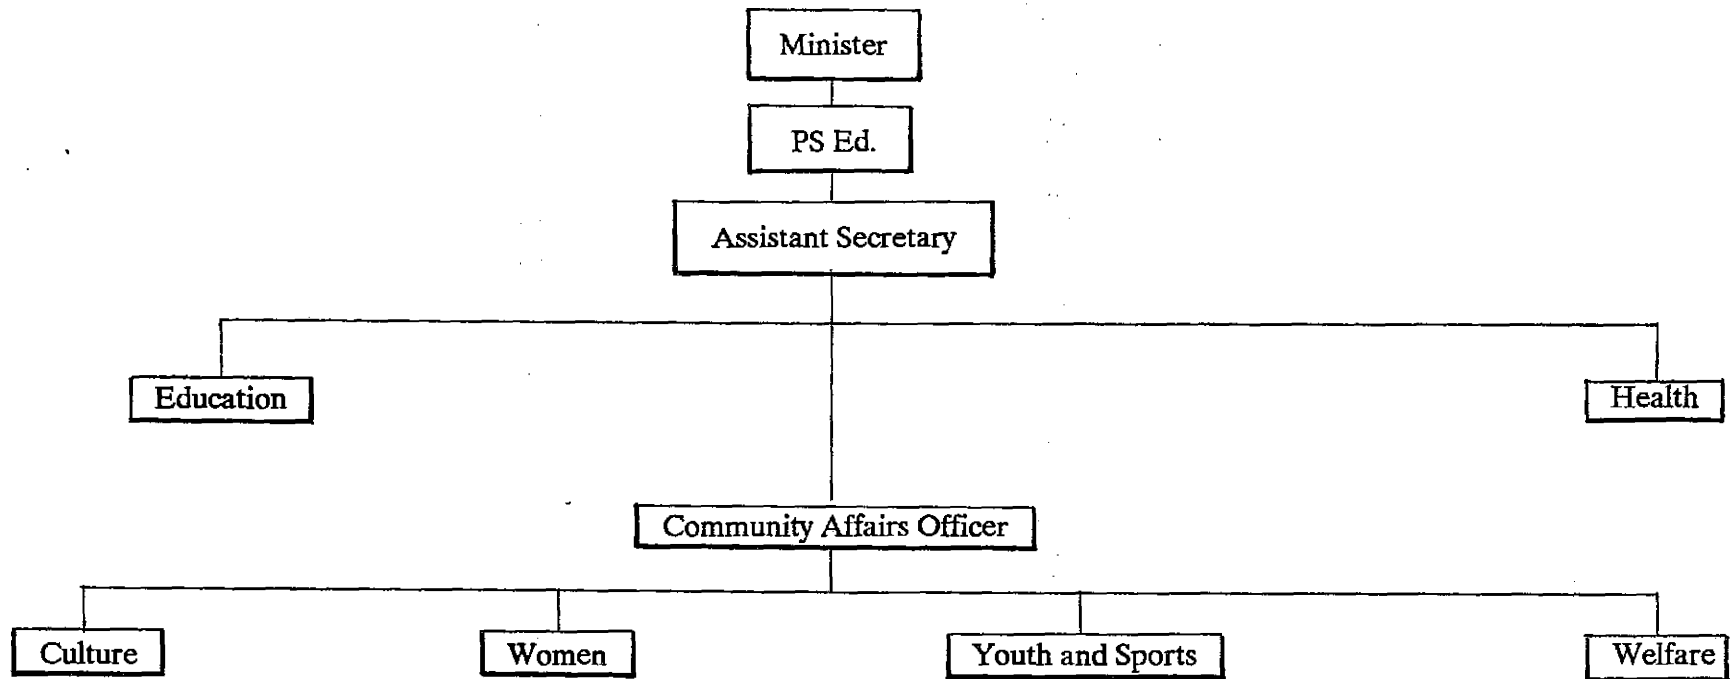 Minister
PS Ed.
Assistant Secretary
Education
Health
Community Affairs Officer
Culture
Women
Youth and Sports
Welfare